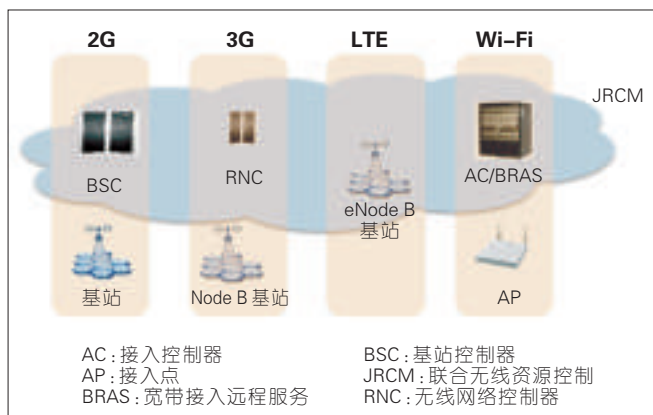 2G 3G LTE Wi-Fi
JRCM
BSC RNC AC/BRAS
eNode B
基站
基站 Node B 基站 AP
AC：接入控制器 BSC：基站控制器
AP：接入点 JRCM：联合无线资源控制
BRAS：宽带接入远程服务 RNC：无线网络控制器